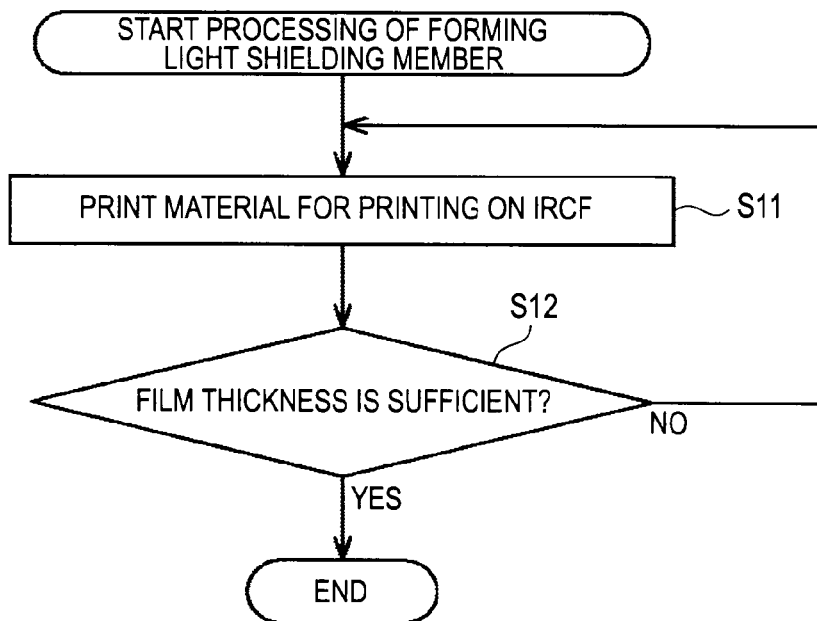 START PROCESSING OF FORMING
LIGHT SHIELDING MEMBER
PRINT MATERIAL FOR PRINTING ON IRCF
S11
S12
FILM THICKNESS IS SUFFICIENT?
NO
YES
END